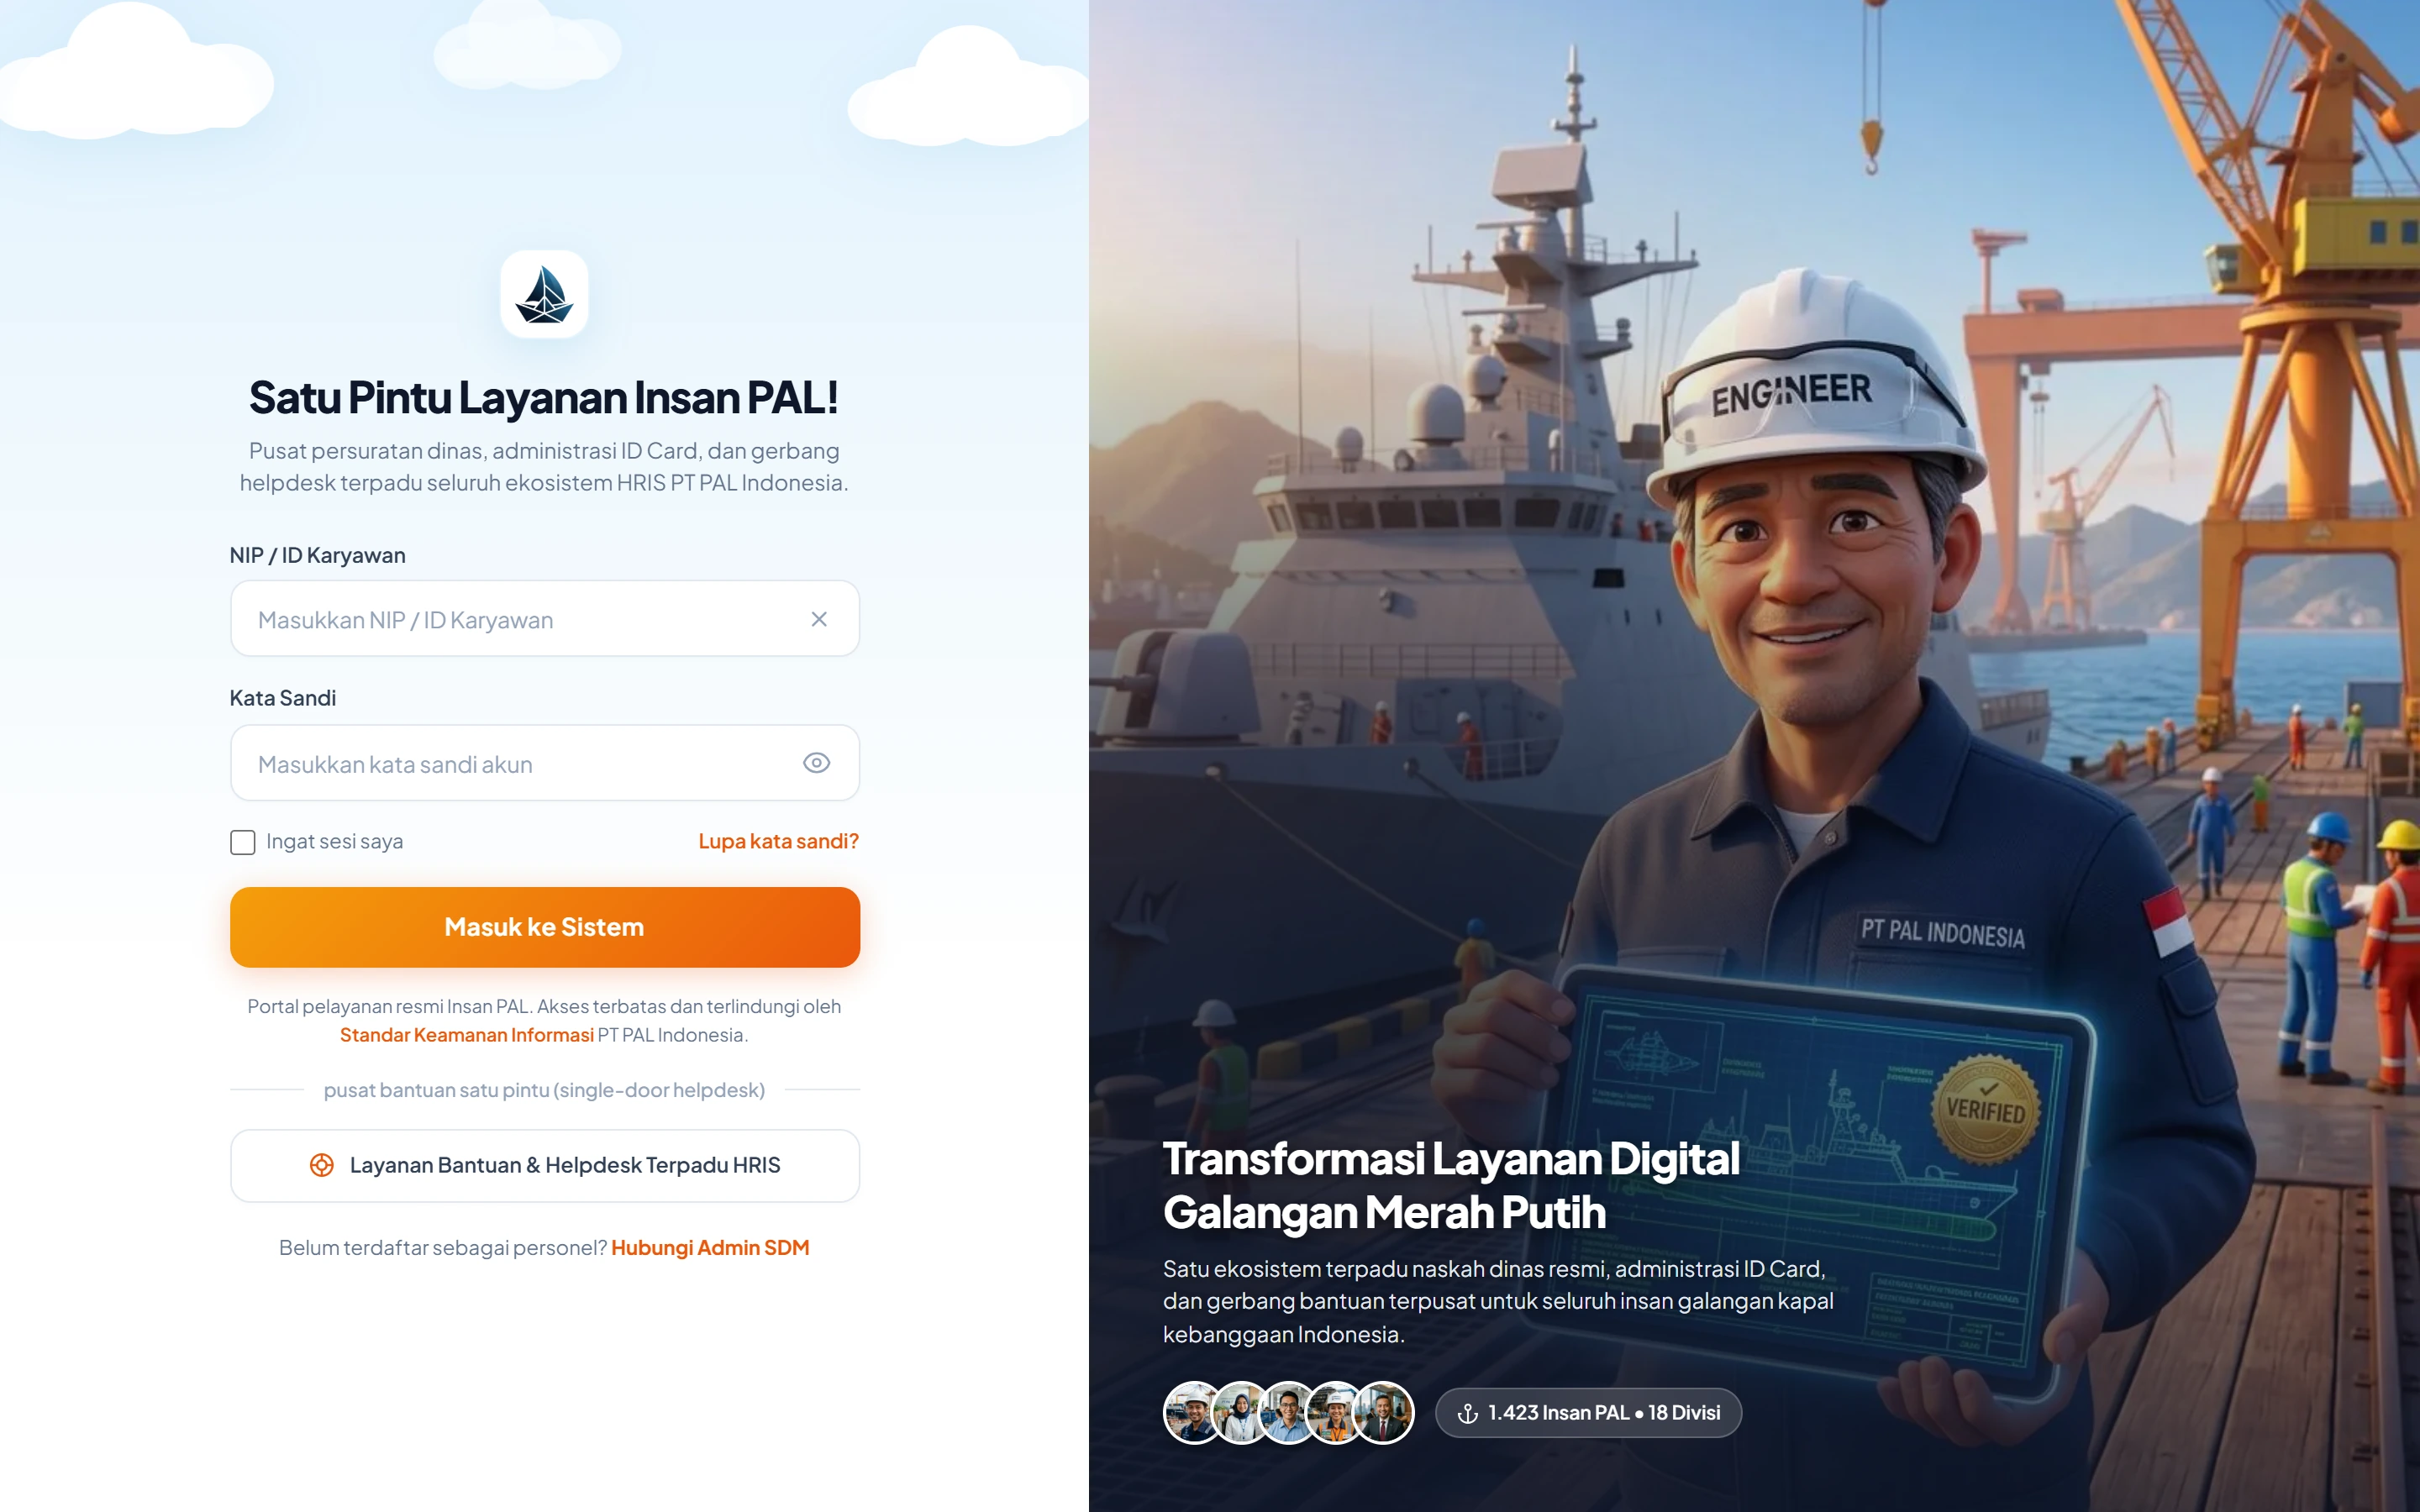 Satu Pintu Layanan Insan PAL!
Pusat persuratan dinas, administrasi ID Card, dan gerbang
helpdesk terpadu seluruh ekosistem HRIS PT PAL Indonesia.
NIP / ID Karyawan
Masukkan NIP / ID Karyawan
Kata Sandi
Masukkan kata sandi akun
Ingat sesi saya
Lupa kata sandi?
Masuk ke Sistem
Portal pelayanan resmi Insan PAL. Akses terbatas dan terlindungi oleh
Standar Keamanan Informasi PT PAL Indonesia.
pusat bantuan satu pintu (single-door helpdesk)
Layanan Bantuan & Helpdesk Terpadu HRIS
Belum terdaftar sebagai personel? Hubungi Admin SDM
ENGINEER
PT PAL INDONESIA
VERIFIED
Transformasi Layanan Digital
Galangan Merah Putih
Satu ekosistem terpadu naskah dinas resmi, administrasi ID Card,
dan gerbang bantuan terpusat untuk seluruh insan galangan kapal
kebanggaan Indonesia.
1.423 Insan PAL • 18 Divisi